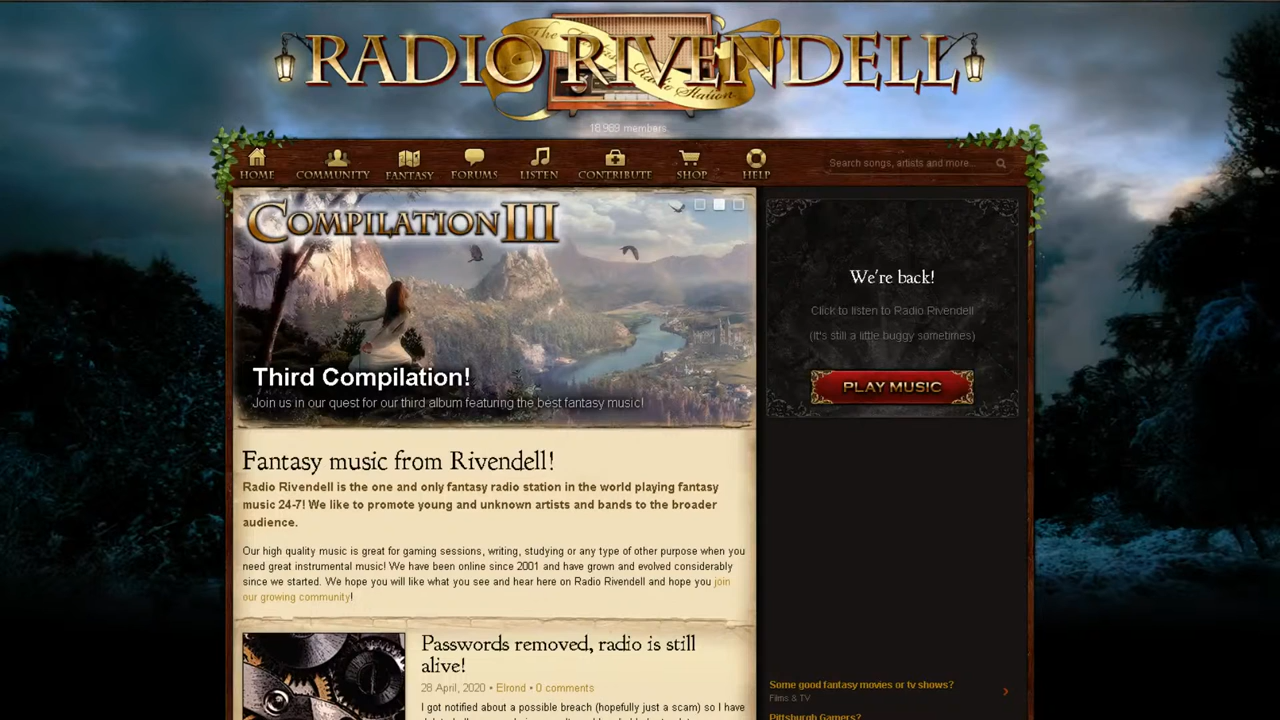 RADIO RIVENDELL
The
Radio Station
18 989 members
HOME COMMUNITY FANTASY FORUMS LISTEN CONTRIBUTE SHOP HELP
Search songs, artists and more...
COMPILATION III
Third Compilation!
Join us in our quest for our third album featuring the best fantasy music!
We're back!
Click to listen to Radio Rivendell
(it's still a little buggy sometimes)
PLAY MUSIC
Fantasy music from Rivendell!
Radio Rivendell is the one and only fantasy radio station in the world playing fantasy
music 24-7! We like to promote young and unknown artists and bands to the broader
audience.
Our high quality music is great for gaming sessions, writing, studying or any type of other purpose when you
need great instrumental music! We have been online since 2001 and have grown and evolved considerably
since we started. We hope you will like what you see and hear here on Radio Rivendell and hope you join
our growing community!
Passwords removed, radio is still
alive!
28 April, 2020 • Elrond • 0 comments
I got notified about a possible breach (hopefully just a scam) so I have
Some good fantasy movies or tv shows?
Films & TV
Pittsburgh Gamers?